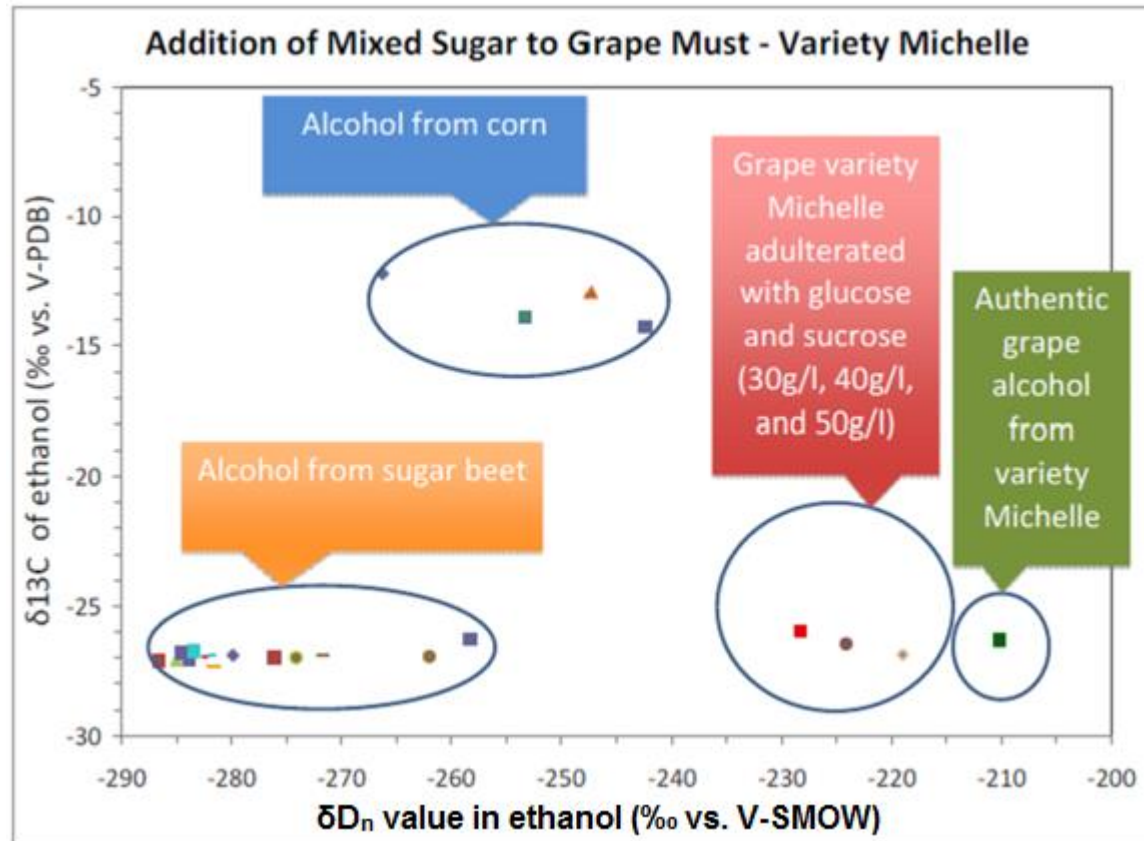 Addition of Mixed Sugar to Grape Must - Variety Michelle
-5
-10
-15
-20
-25
-30
δ13C of ethanol (‰ vs. V-PDB)
Alcohol from corn
Grape variety
Michelle
adulterated
with glucose
and sucrose
(30g/l, 40g/l,
and 50g/l)
Authentic
grape
alcohol
from
variety
Michelle
Alcohol from sugar beet
-290 -280 -270 -260 -250 -240 -230 -220 -210 -200
δDₙ value in ethanol (‰ vs. V-SMOW)